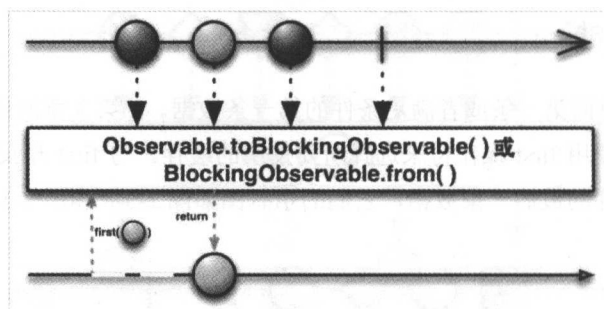 Observable.toBlockingObservable( ) 或
BlockingObservable.from( )
first( )
return